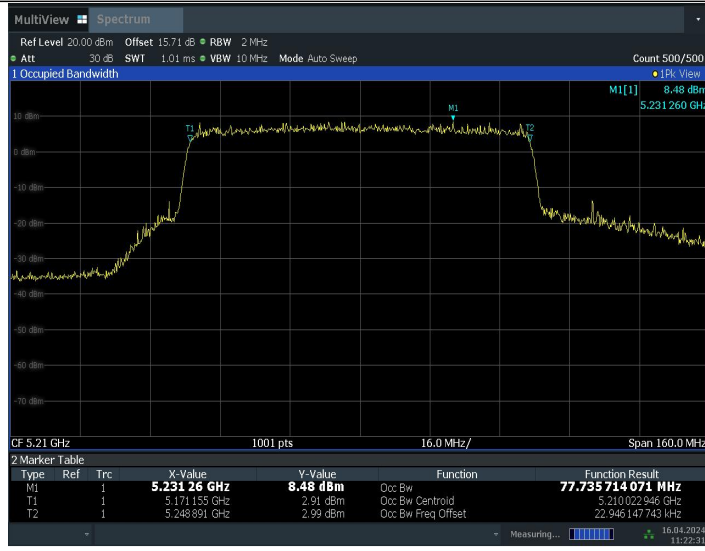 MultiView Spectrum
Ref Level 20.00 dBm Offset 15.71 dB RBW 2 MHz
Att 30 dB SWT 1.01 ms VBW 10 MHz Mode Auto Sweep Count 500/500
1 Occupied Bandwidth 1Pk View
M1[1] 8.48 dBm
5.231260 GHz
M1
10 dBm
T1 T2
0 dBm
-10 dBm
-20 dBm
-30 dBm
-40 dBm
-50 dBm
-60 dBm
-70 dBm
CF 5.21 GHz 1001 pts 16.0 MHz/ Span 160.0 MHz
2 Marker Table
Type Ref Trc X-Value Y-Value Function Function Result
M1 1 5.231 26 GHz 8.48 dBm Occ Bw 77.735 714 071 MHz
T1 1 5.171 155 GHz 2.91 dBm Occ Bw Centroid 5.210 022 946 GHz
T2 1 5.248 891 GHz 2.99 dBm Occ Bw Freq Offset 22.946 147 743 kHz
Measuring... 16.04.2024
11:22:31